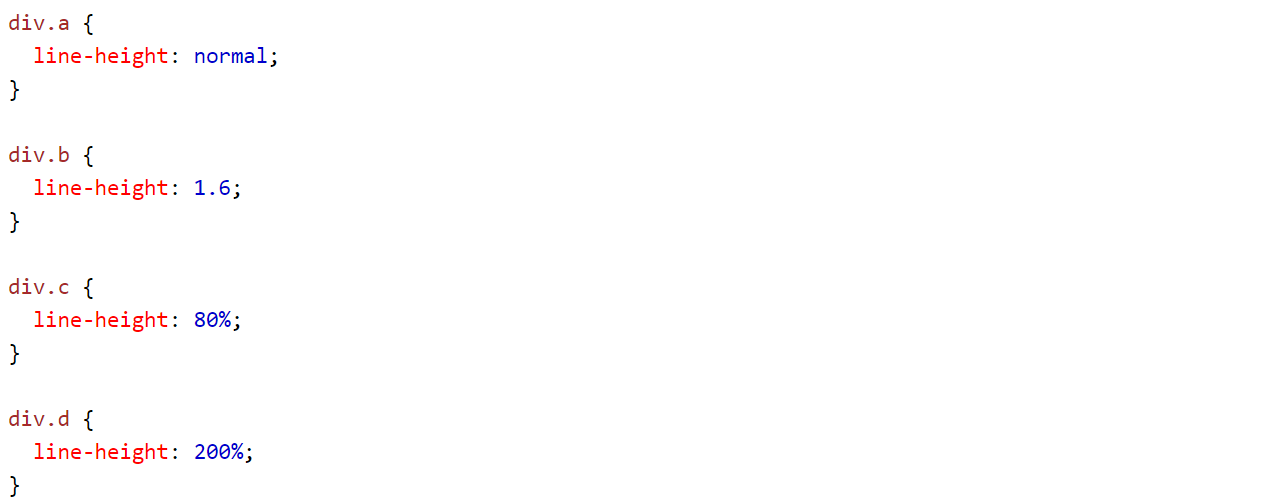 div.a {
  line-height: normal;
}

div.b {
  line-height: 1.6;
}

div.c {
  line-height: 80%;
}

div.d {
  line-height: 200%;
}